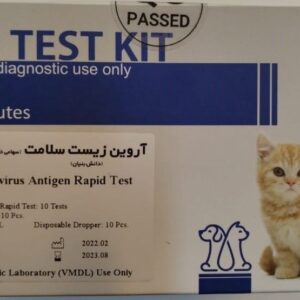 PASSED
TEST KIT
diagnostic use only
utes
آروین زیست سلامت (سهامی
(دانش بنیان)
virus Antigen Rapid Test
Rapid Test: 10 Tests
10 Pcs.
L Disposable Dropper: 10 Pcs.
2022.02
2023.08
ic Laboratory (VMDL) Use Only